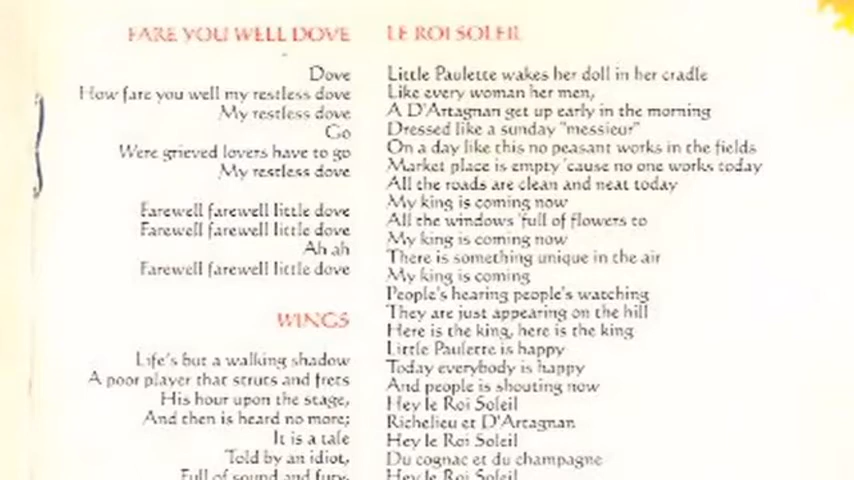 FARE YOU WELL DOVE
Dove
How fare you well my restless dove
My restless dove
Go
Were grieved lovers have to go
My restless dove
Farewell farewell little dove
Farewell farewell little dove
Ah ah
Farewell farewell little dove
WINGS
Life's but a walking shadow
A poor player that struts and frets
His hour upon the stage,
And then is heard no more;
It is a tale
Told by an idiot,
Full of sound and fury,
LE ROI SOLEIL
Little Paulette wakes her doll in her cradle
Like every woman her men,
A D'Artagnan get up early in the morning
Dressed like a sunday "messieur"
On a day like this no peasant works in the fields
Market place is empty 'cause no one works today
All the roads are clean and neat today
My king is coming now
All the windows 'full of flowers to
My king is coming now
There is something unique in the air
My king is coming
People's hearing people's watching
They are just appearing on the hill
Here is the king, here is the king
Little Paulette is happy
Today everybody is happy
And people is shouting now
Hey le Roi Soleil
Richelieu et D'Artagnan
Hey le Roi Soleil
Du cognac et du champagne
Hey le Roi Soleil